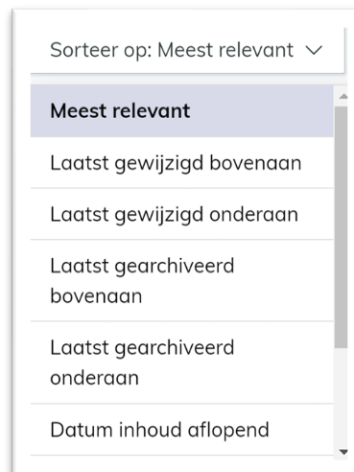 Sorteer op: Meest relevant
Meest relevant
Laatst gewijzigd bovenaan
Laatst gewijzigd onderaan
Laatst gearchiveerd
bovenaan
Laatst gearchiveerd
onderaan
Datum inhoud aflopend